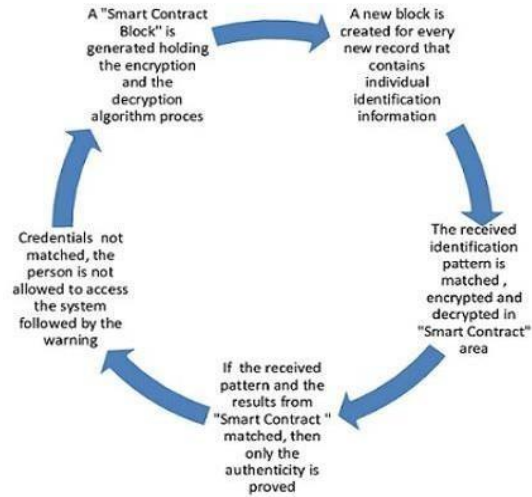 A "Smart Contract
Block" is
generated holding
the encryption
and the
decryption
algorithm proces
A new block is
created for every
new record that
contains
individual
identification
information
The received
identification
pattern is
matched ,
encrypted and
decrypted in
"Smart Contract"
area
If the received
pattern and the
results from
"Smart Contract "
matched, then
only the
authenticity is
proved
Credentials not
matched, the
person is not
allowed to access
the system
followed by the
warning